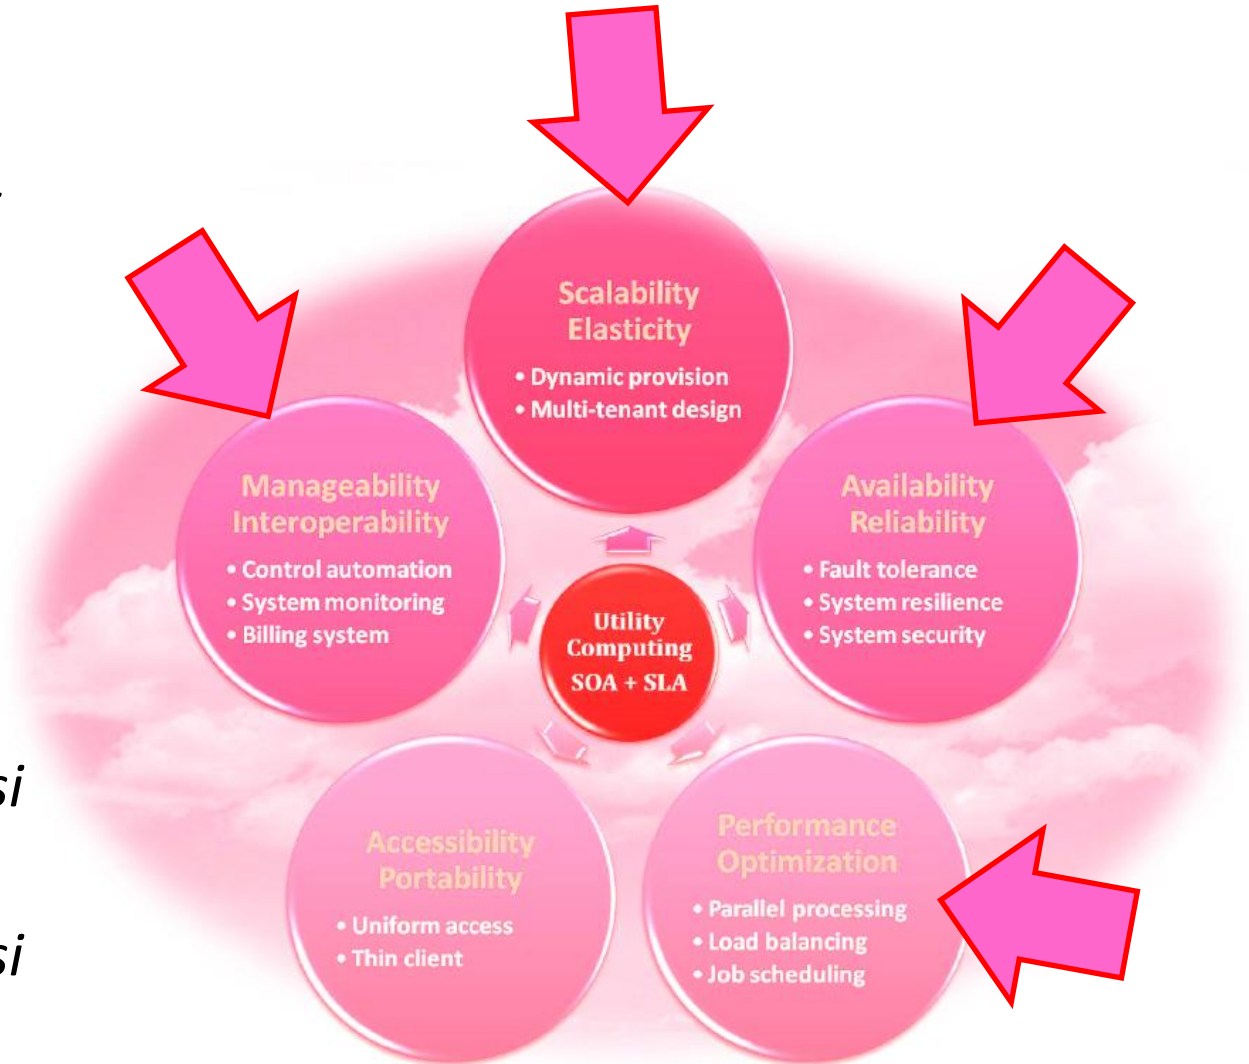 Scalability
Elasticity
• Dynamic provision
• Multi-tenant design
Manageability
Interoperability
• Control automation
• System monitoring
• Billing system
Availability
Reliability
• Fault tolerance
• System resilience
• System security
Utility
Computing
SOA + SLA
si
Accessibility
Portability
• Uniform access
• Thin client
Performance
Optimization
• Parallel processing
• Load balancing
• Job scheduling
si